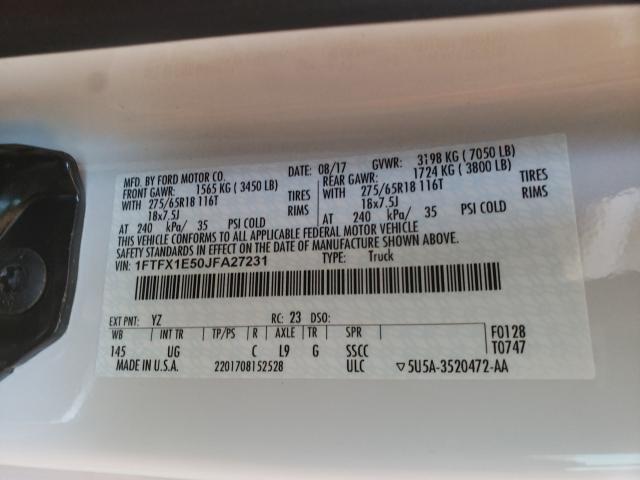 MFD. BY FORD MOTOR CO.
DATE: 08/17 GVWR: 3198 KG ( 7050 LB)
FRONT GAWR: 1565 KG ( 3450 LB)
REAR GAWR: 1724 KG ( 3800 LB)
WITH 275/65R18 116T TIRES
WITH 275/65R18 116T TIRES
18x7.5J RIMS
18x7.5J RIMS
AT 240 kPa/ 35 PSI COLD
AT 240 kPa/ 35 PSI COLD
THIS VEHICLE CONFORMS TO ALL APPLICABLE FEDERAL MOTOR VEHICLE
SAFETY STANDARDS IN EFFECT ON THE DATE OF MANUFACTURE SHOWN ABOVE.
VIN: 1FTFX1E50JFA27231 TYPE: Truck
EXT PNT: YZ RC: 23 DSO:
WB INT TR TP/PS R AXLE TR SPR F0128
145 UG C L9 G SSCC T0747
MADE IN U.S.A. 2201708152528 ULC ▽5U5A-3520472-AA